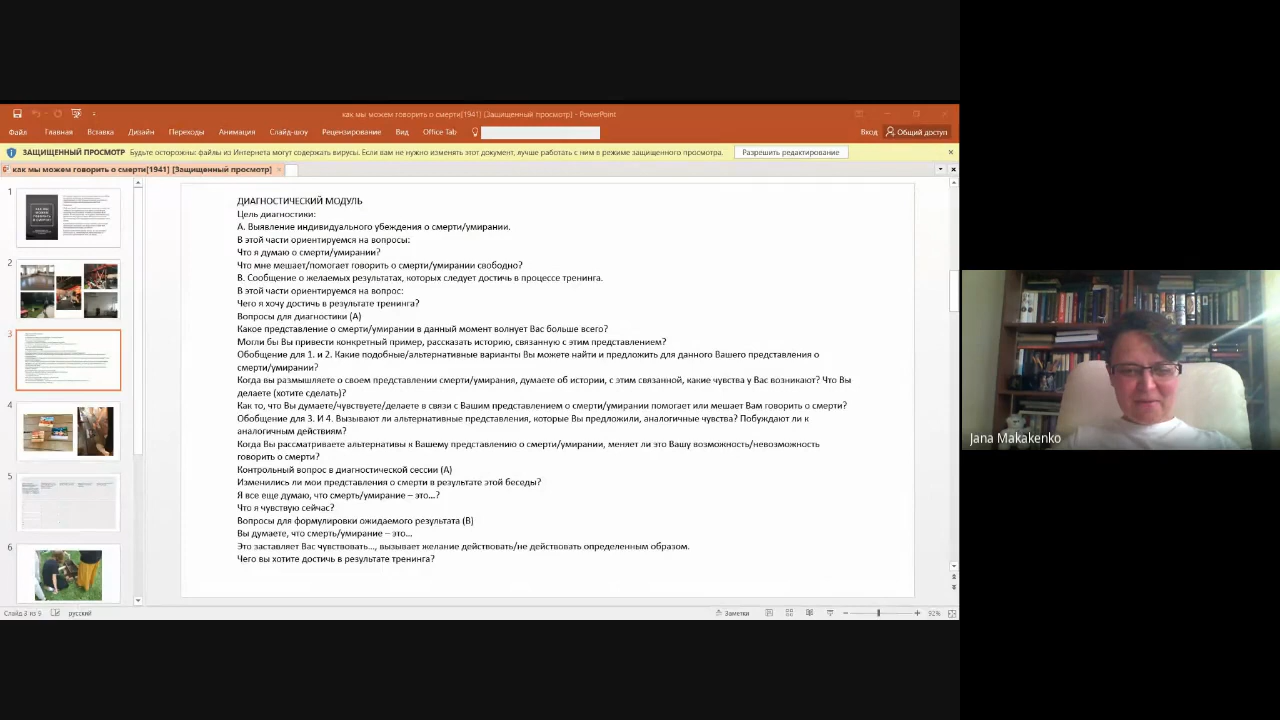 как мы можем говорить о смерти[1941] [Защищенный просмотр] - PowerPoint
Файл Главная Вставка Дизайн Переходы Анимация Слайд-шоу Рецензирование Вид Office Tab Вход Общий доступ
ЗАЩИЩЕННЫЙ ПРОСМОТР Будьте осторожны: файлы из Интернета могут содержать вирусы. Если вам не нужно изменять этот документ, лучше работать с ним в режиме защищенного просмотра. Разрешить редактирование
как мы можем говорить о смерти[1941] [Защищенный просмотр]
1
2
3
4
5
6
ДИАГНОСТИЧЕСКИЙ МОДУЛЬ
Цель диагностики:
А. Выявление индивидуального убеждения о смерти/умирании.
В этой части ориентируемся на вопросы:
Что я думаю о смерти/умирании?
Что мне мешает/помогает говорить о смерти/умирании свободно?
В. Сообщение о желаемых результатах, которых следует достичь в процессе тренинга.
В этой части ориентируемся на вопрос:
Чего я хочу достичь в результате тренинга?
Вопросы для диагностики (А)
Какое представление о смерти/умирании в данный момент волнует Вас больше всего?
Могли бы Вы привести конкретный пример, рассказать историю, связанную с этим представлением?
Обобщение для 1. и 2. Какие подобные/альтернативные варианты Вы можете найти и предложить для данного Вашего представления о
смерти/умирании?
Когда вы размышляете о своем представлении смерти/умирания, думаете об истории, с этим связанной, какие чувства у Вас возникают? Что Вы
делаете (хотите сделать)?
Как то, что Вы думаете/чувствуете/делаете в связи с Вашим представлением о смерти/умирании помогает или мешает Вам говорить о смерти?
Обобщение для 3. И 4. Вызывают ли альтернативные представления, которые Вы предложили, аналогичные чувства? Побуждают ли к
аналогичным действиям?
Когда Вы рассматриваете альтернативы к Вашему представлению о смерти/умирании, меняет ли это Вашу возможность/невозможность
говорить о смерти?
Контрольный вопрос в диагностической сессии (А)
Изменились ли мои представления о смерти в результате этой беседы?
Я все еще думаю, что смерть/умирание – это…?
Что я чувствую сейчас?
Вопросы для формулировки ожидаемого результата (В)
Вы думаете, что смерть/умирание – это…
Это заставляет Вас чувствовать…, вызывает желание действовать/не действовать определенным образом.
Чего вы хотите достичь в результате тренинга?
Jana Makakenko
Слайд 3 из 9 русский Заметки 92%